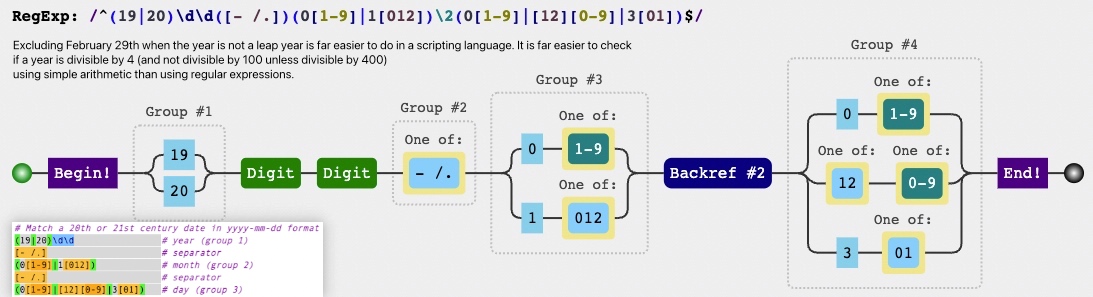 RegExp: /^(19|20)\d\d([- /.])(0[1-9]|1[012])\2(0[1-9]|[12][0-9]|3[01])$/
Excluding February 29th when the year is not a leap year is far easier to do in a scripting language. It is far easier to check
if a year is divisible by 4 (and not divisible by 100 unless divisible by 400)
using simple arithmetic than using regular expressions.
Group #1
Group #2
Group #3
Group #4
One of:
One of:
One of:
Begin!
19
20
Digit
Digit
- /.
0
1-9
One of:
1
012
Backref #2
0
1-9
One of:
One of:
12
0-9
One of:
3
01
End!
# Match a 20th or 21st century date in yyyy-mm-dd format
(19|20)\d\d # year (group 1)
[- /.] # separator
(0[1-9]|1[012]) # month (group 2)
[- /.] # separator
(0[1-9]|[12][0-9]|3[01]) # day (group 3)